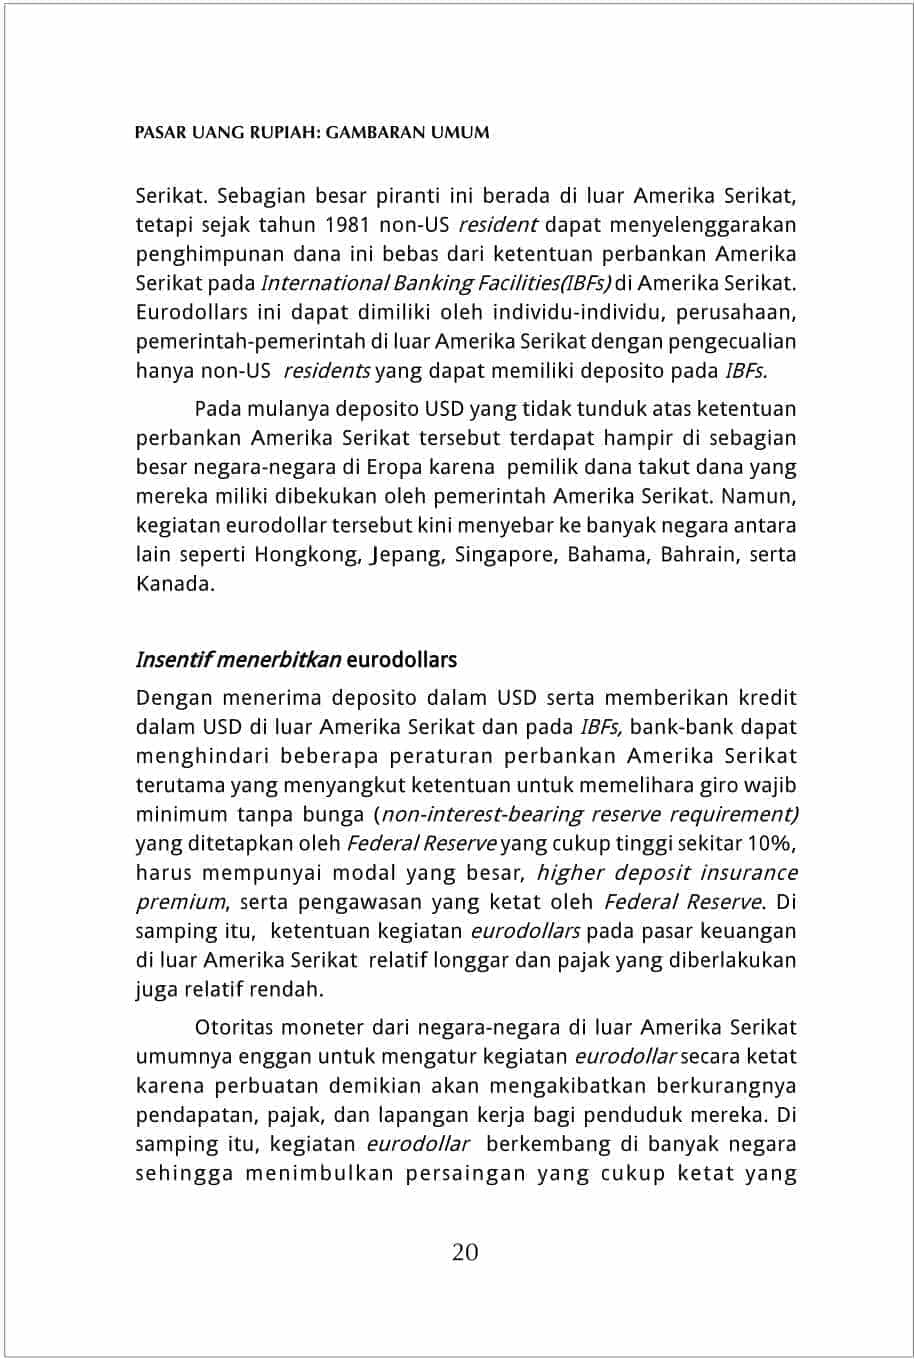 PASAR UANG RUPIAH: GAMBARAN UMUM
Serikat. Sebagian besar piranti ini berada di luar Amerika Serikat,
tetapi sejak tahun 1981 non-US resident dapat menyelenggarakan
penghimpunan dana ini bebas dari ketentuan perbankan Amerika
Serikat pada International Banking Facilities(IBFs) di Amerika Serikat.
Eurodollars ini dapat dimiliki oleh individu-individu, perusahaan,
pemerintah-pemerintah di luar Amerika Serikat dengan pengecualian
hanya non-US residents yang dapat memiliki deposito pada IBFs.
Pada mulanya deposito USD yang tidak tunduk atas ketentuan
perbankan Amerika Serikat tersebut terdapat hampir di sebagian
besar negara-negara di Eropa karena pemilik dana takut dana yang
mereka miliki dibekukan oleh pemerintah Amerika Serikat. Namun,
kegiatan eurodollar tersebut kini menyebar ke banyak negara antara
lain seperti Hongkong, Jepang, Singapore, Bahama, Bahrain, serta
Kanada.
Insentif menerbitkan eurodollars
Dengan menerima deposito dalam USD serta memberikan kredit
dalam USD di luar Amerika Serikat dan pada IBFs, bank-bank dapat
menghindari beberapa peraturan perbankan Amerika Serikat
terutama yang menyangkut ketentuan untuk memelihara giro wajib
minimum tanpa bunga (non-interest-bearing reserve requirement)
yang ditetapkan oleh Federal Reserve yang cukup tinggi sekitar 10%,
harus mempunyai modal yang besar, higher deposit insurance
premium, serta pengawasan yang ketat oleh Federal Reserve. Di
samping itu, ketentuan kegiatan eurodollars pada pasar keuangan
di luar Amerika Serikat relatif longgar dan pajak yang diberlakukan
juga relatif rendah.
Otoritas moneter dari negara-negara di luar Amerika Serikat
umumnya enggan untuk mengatur kegiatan eurodollar secara ketat
karena perbuatan demikian akan mengakibatkan berkurangnya
pendapatan, pajak, dan lapangan kerja bagi penduduk mereka. Di
samping itu, kegiatan eurodollar berkembang di banyak negara
sehingga menimbulkan persaingan yang cukup ketat yang
20